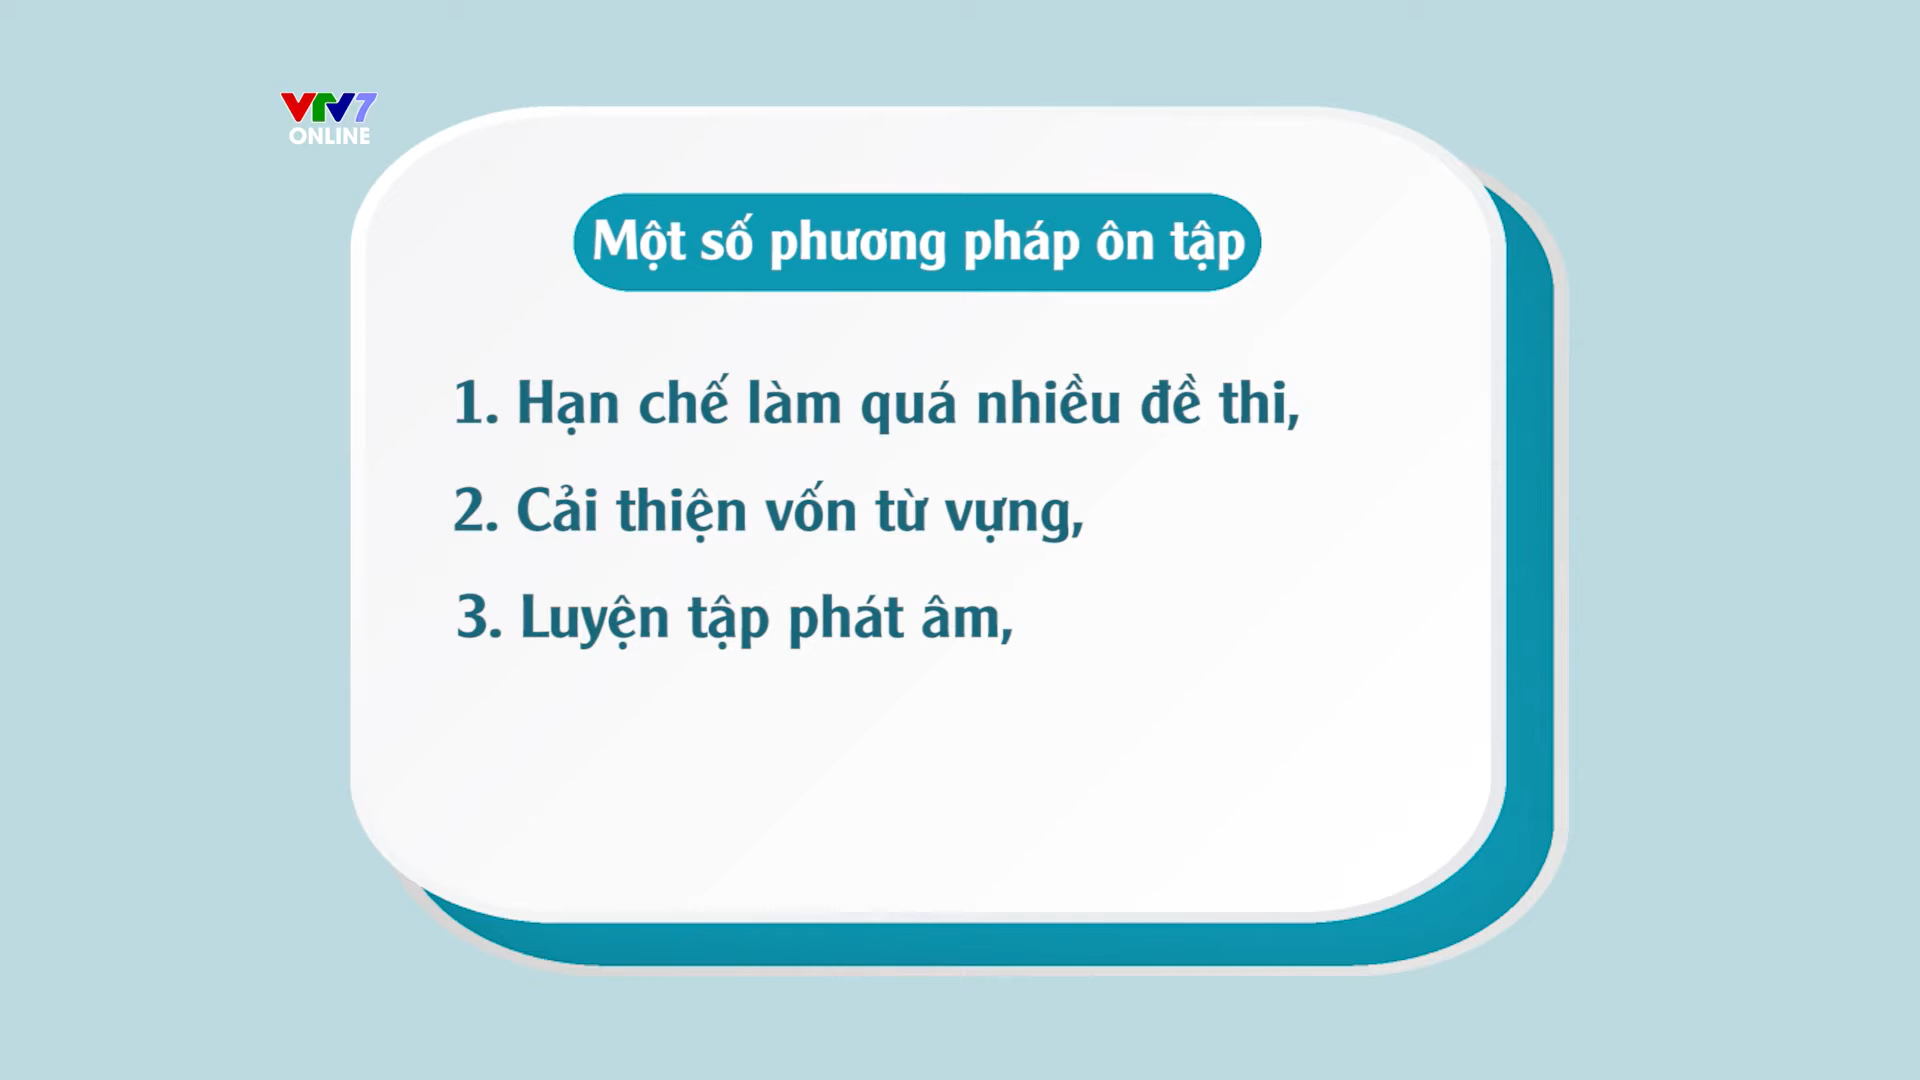 VTV7
ONLINE
Một số phương pháp ôn tập
1. Hạn chế làm quá nhiều đề thi,
2. Cải thiện vốn từ vựng,
3. Luyện tập phát âm,